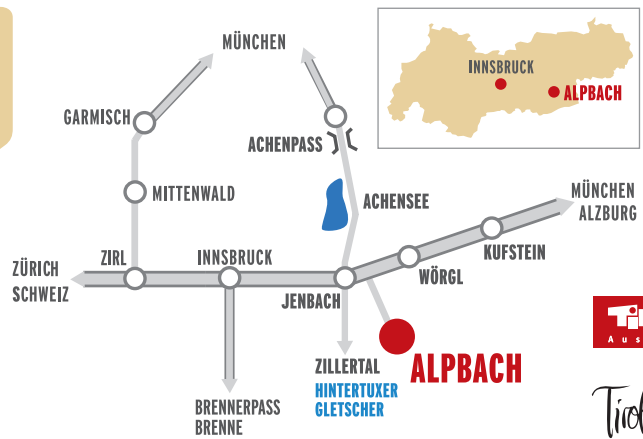 MÜNCHEN
INNSBRUCK
ALPBACH
GARMISCH
ACHENPASS
MITTENWALD
ACHENSEE
MÜNCHEN
ALZBURG
ZIRL
INNSBRUCK
KUFSTEIN
WÖRGL
ZÜRICH
SCHWEIZ
JENBACH
ZILLERTAL
HINTERTUXER
GLETSCHER
ALPBACH
BRENNERPASS
BRENNE